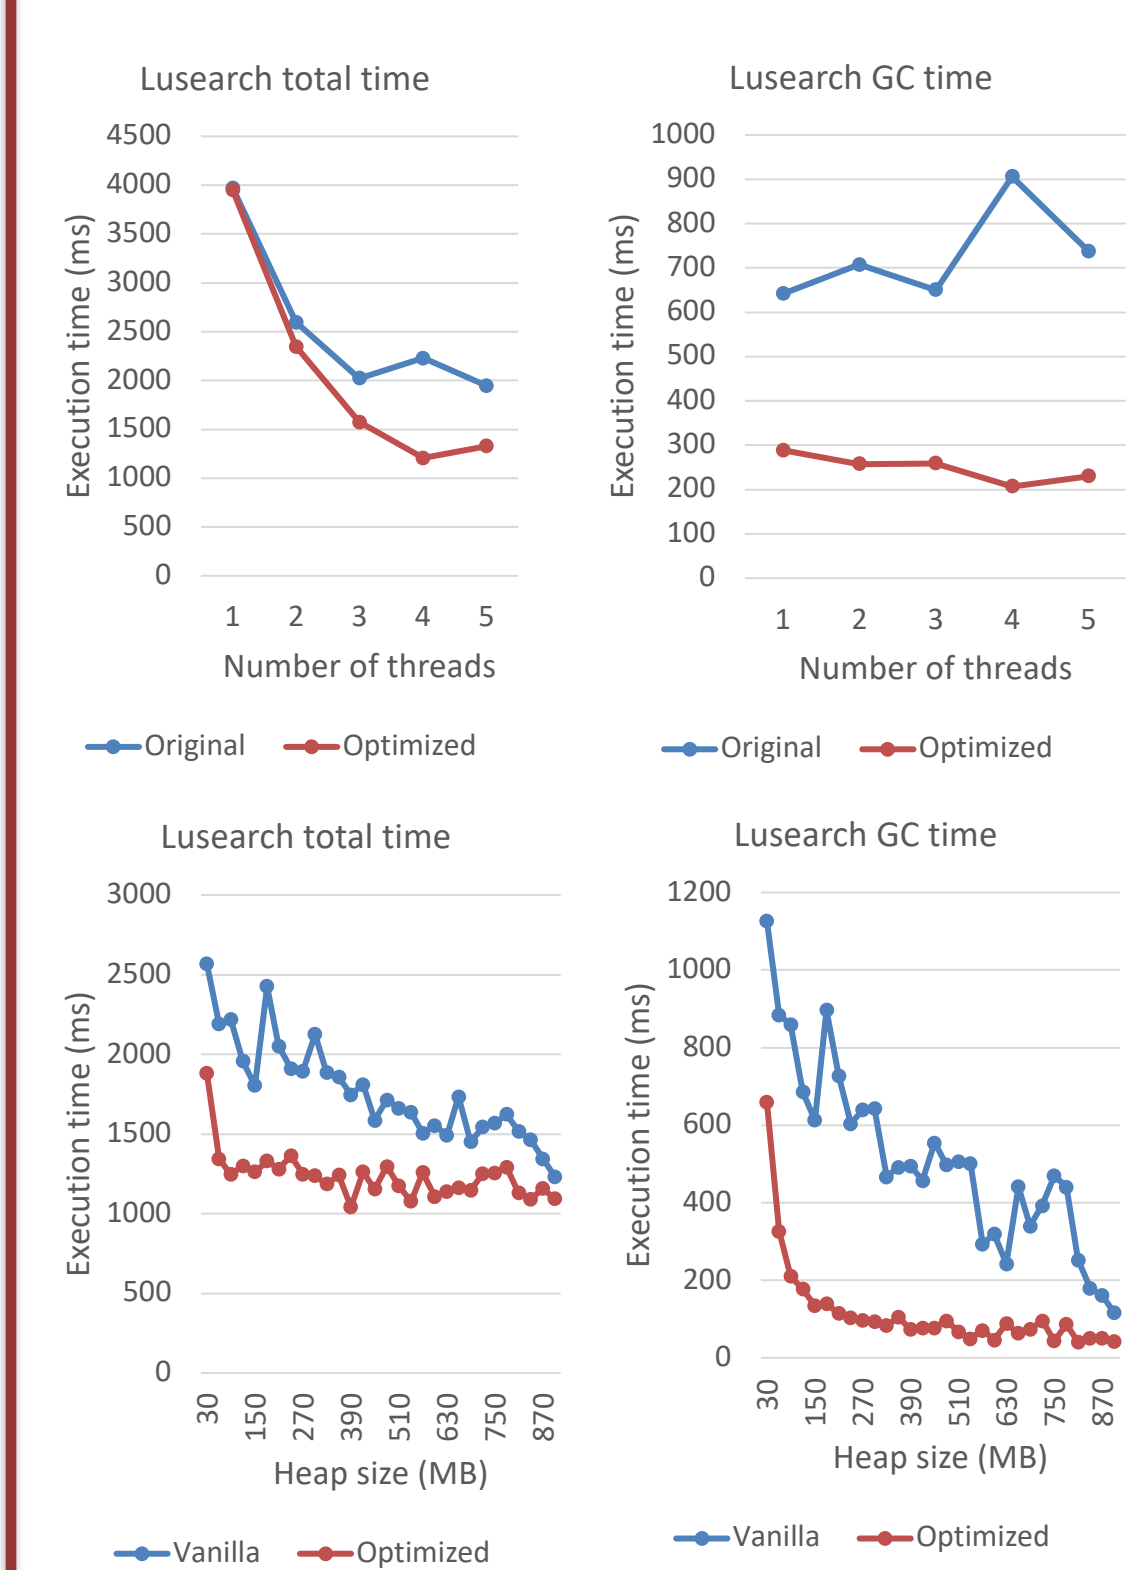 Lusearch total time
4500
4000
3500
3000
2500
2000
1500
1000
500
0
Execution time (ms)
1 2 3 4 5
Number of threads
Original Optimized
Lusearch GC time
1000
900
800
700
600
500
400
300
200
100
0
Execution time (ms)
1 2 3 4 5
Number of threads
Original Optimized
Lusearch total time
3000
2500
2000
1500
1000
500
0
Execution time (ms)
30 150 270 390 510 630 750 870
Heap size (MB)
Vanilla Optimized
Lusearch GC time
1200
1000
800
600
400
200
0
Execution time (ms)
30 150 270 390 510 630 750 870
Heap size (MB)
Vanilla Optimized